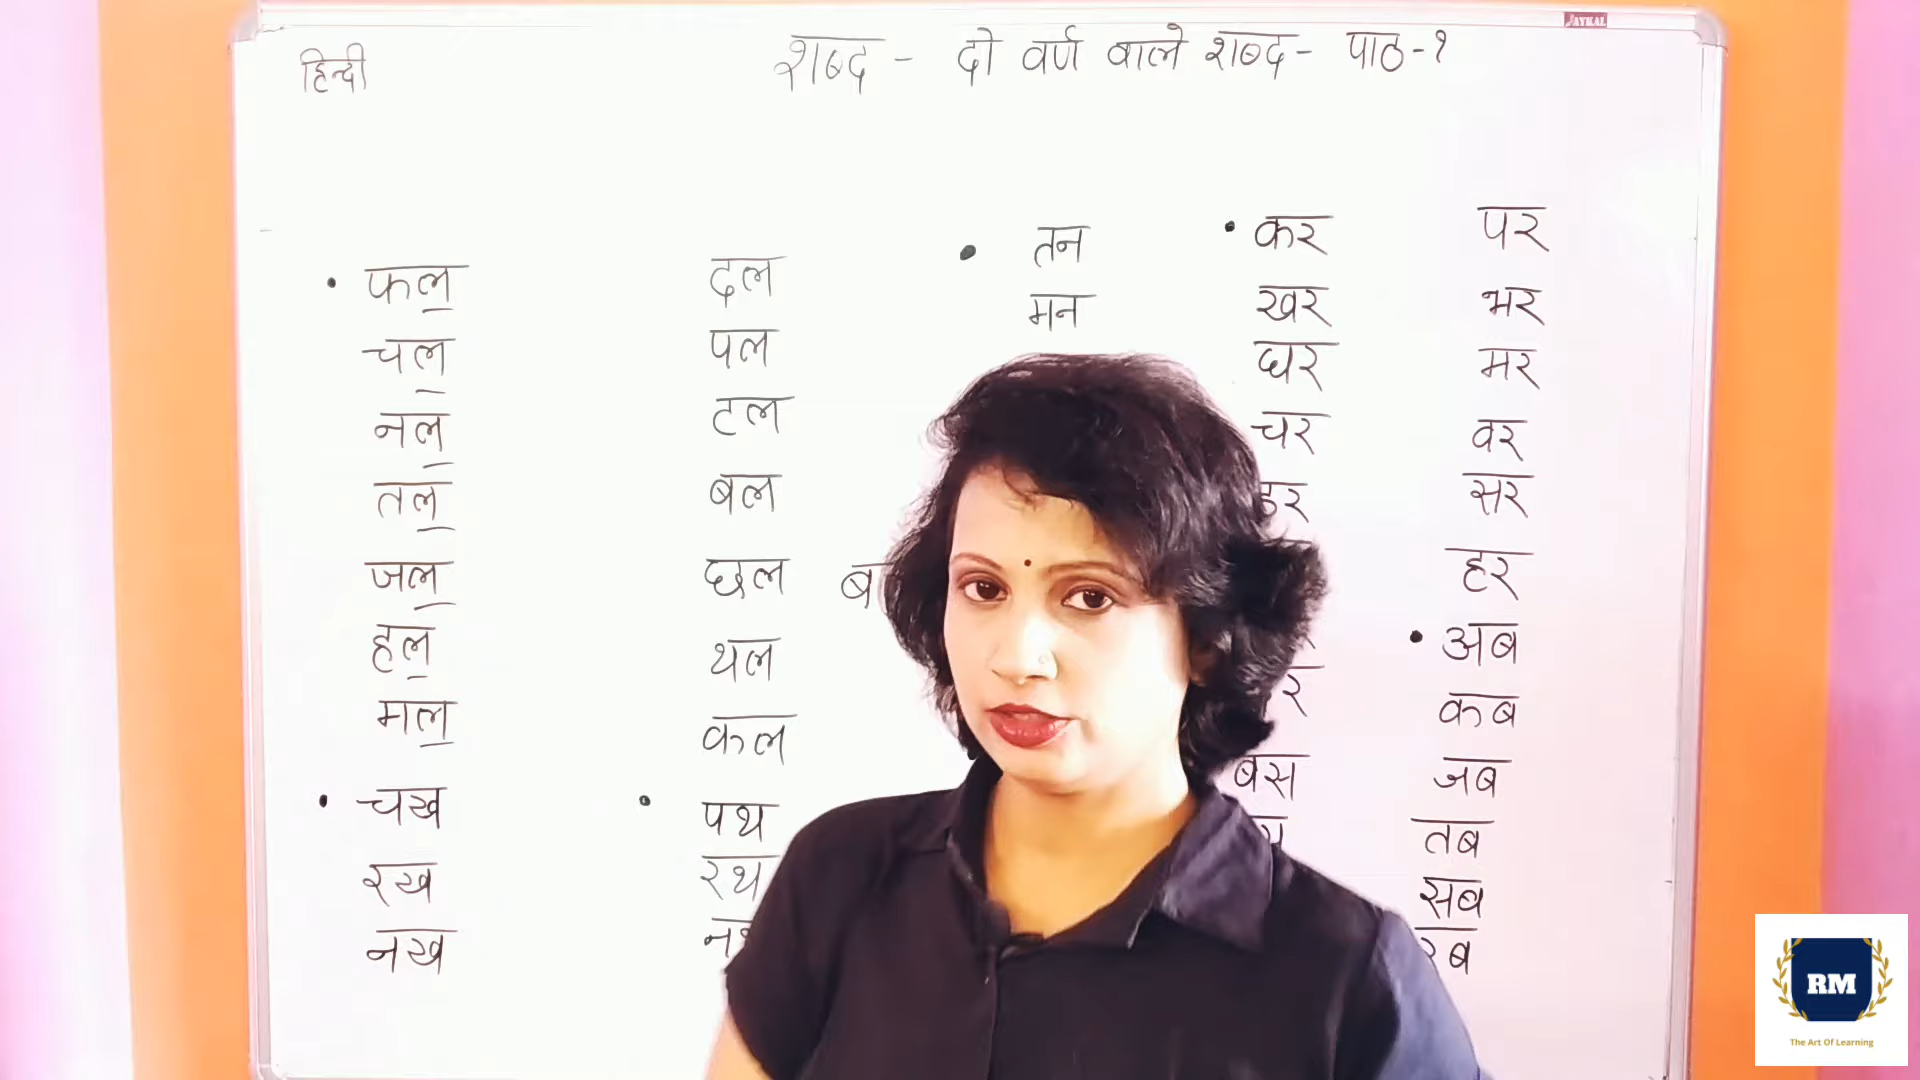 JAYKAL
हिन्दी
शब्द - दो वर्ण वाले शब्द - पाठ-१
फल
चल
नल
तल
जल
हल
मल
चख
रख
नख
दल
पल
टल
बल
छल
थल
कल
पथ
रथ
तन
मन
कर
खर
घर
चर
बस
पर
भर
मर
वर
सर
हर
अब
कब
जब
तब
सब
RM
The Art Of Learning